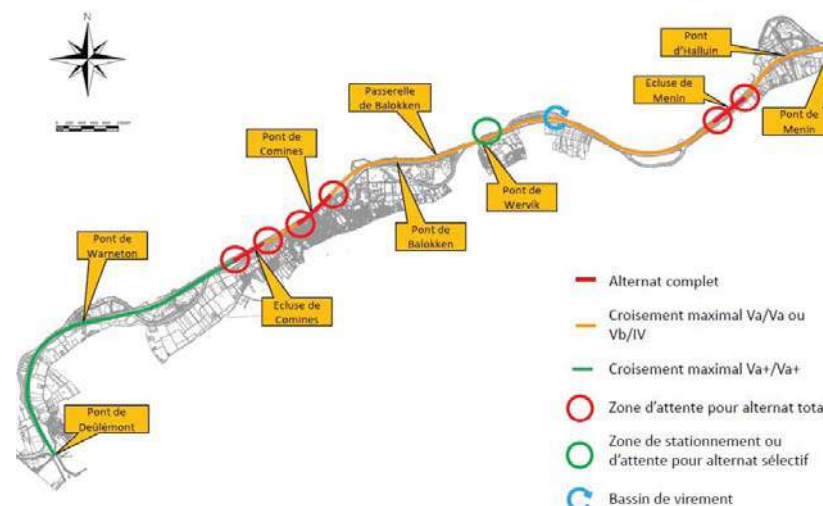 N
Pont
d'Halluin
Ecluse de
Menin
Pont de
Menin
Passerelle
de Balokken
Pont de
Comines
Pont de
Wervik
Pont de
Balokken
Pont de
Warneton
Ecluse de
Comines
Pont de
Deûlémont
Alternat complet
Croisement maximal Va/Va ou
Vb/IV
Croisement maximal Va+/Va+
Zone d'attente pour alternat tota
Zone de stationnement ou
d'attente pour alternat sélectif
Bassin de virement